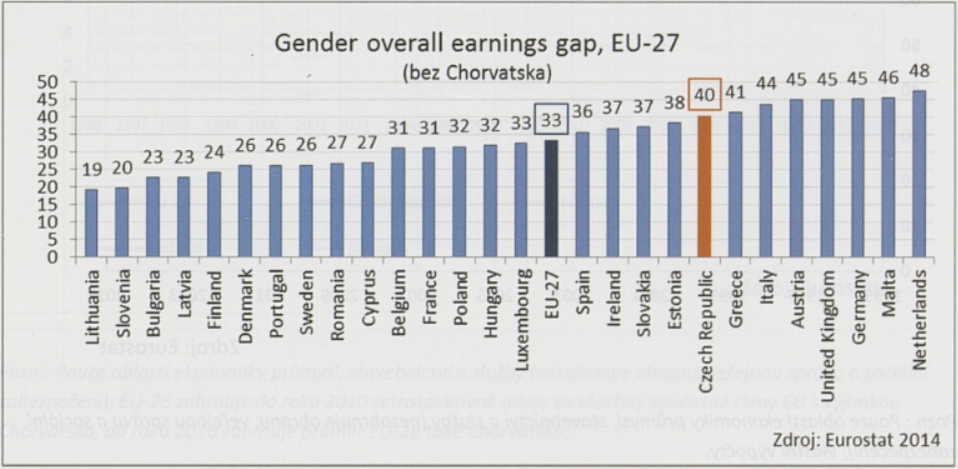 Gender overall earnings gap, EU-27
(bez Chorvatska)
50
45
40
35
30
25
20
15
10
5
0
19 20 23 23 24 26 26 26 27 27 31 31 32 32 33 33 36 37 37 38 40 41 44 45 45 45 46 48
Lithuania
Slovenia
Bulgaria
Latvia
Finland
Denmark
Portugal
Sweden
Romania
Cyprus
Belgium
France
Poland
Hungary
Luxembourg
EU-27
Spain
Ireland
Slovakia
Estonia
Czech Republic
Greece
Italy
Austria
United Kingdom
Germany
Malta
Netherlands
Zdroj: Eurostat 2014